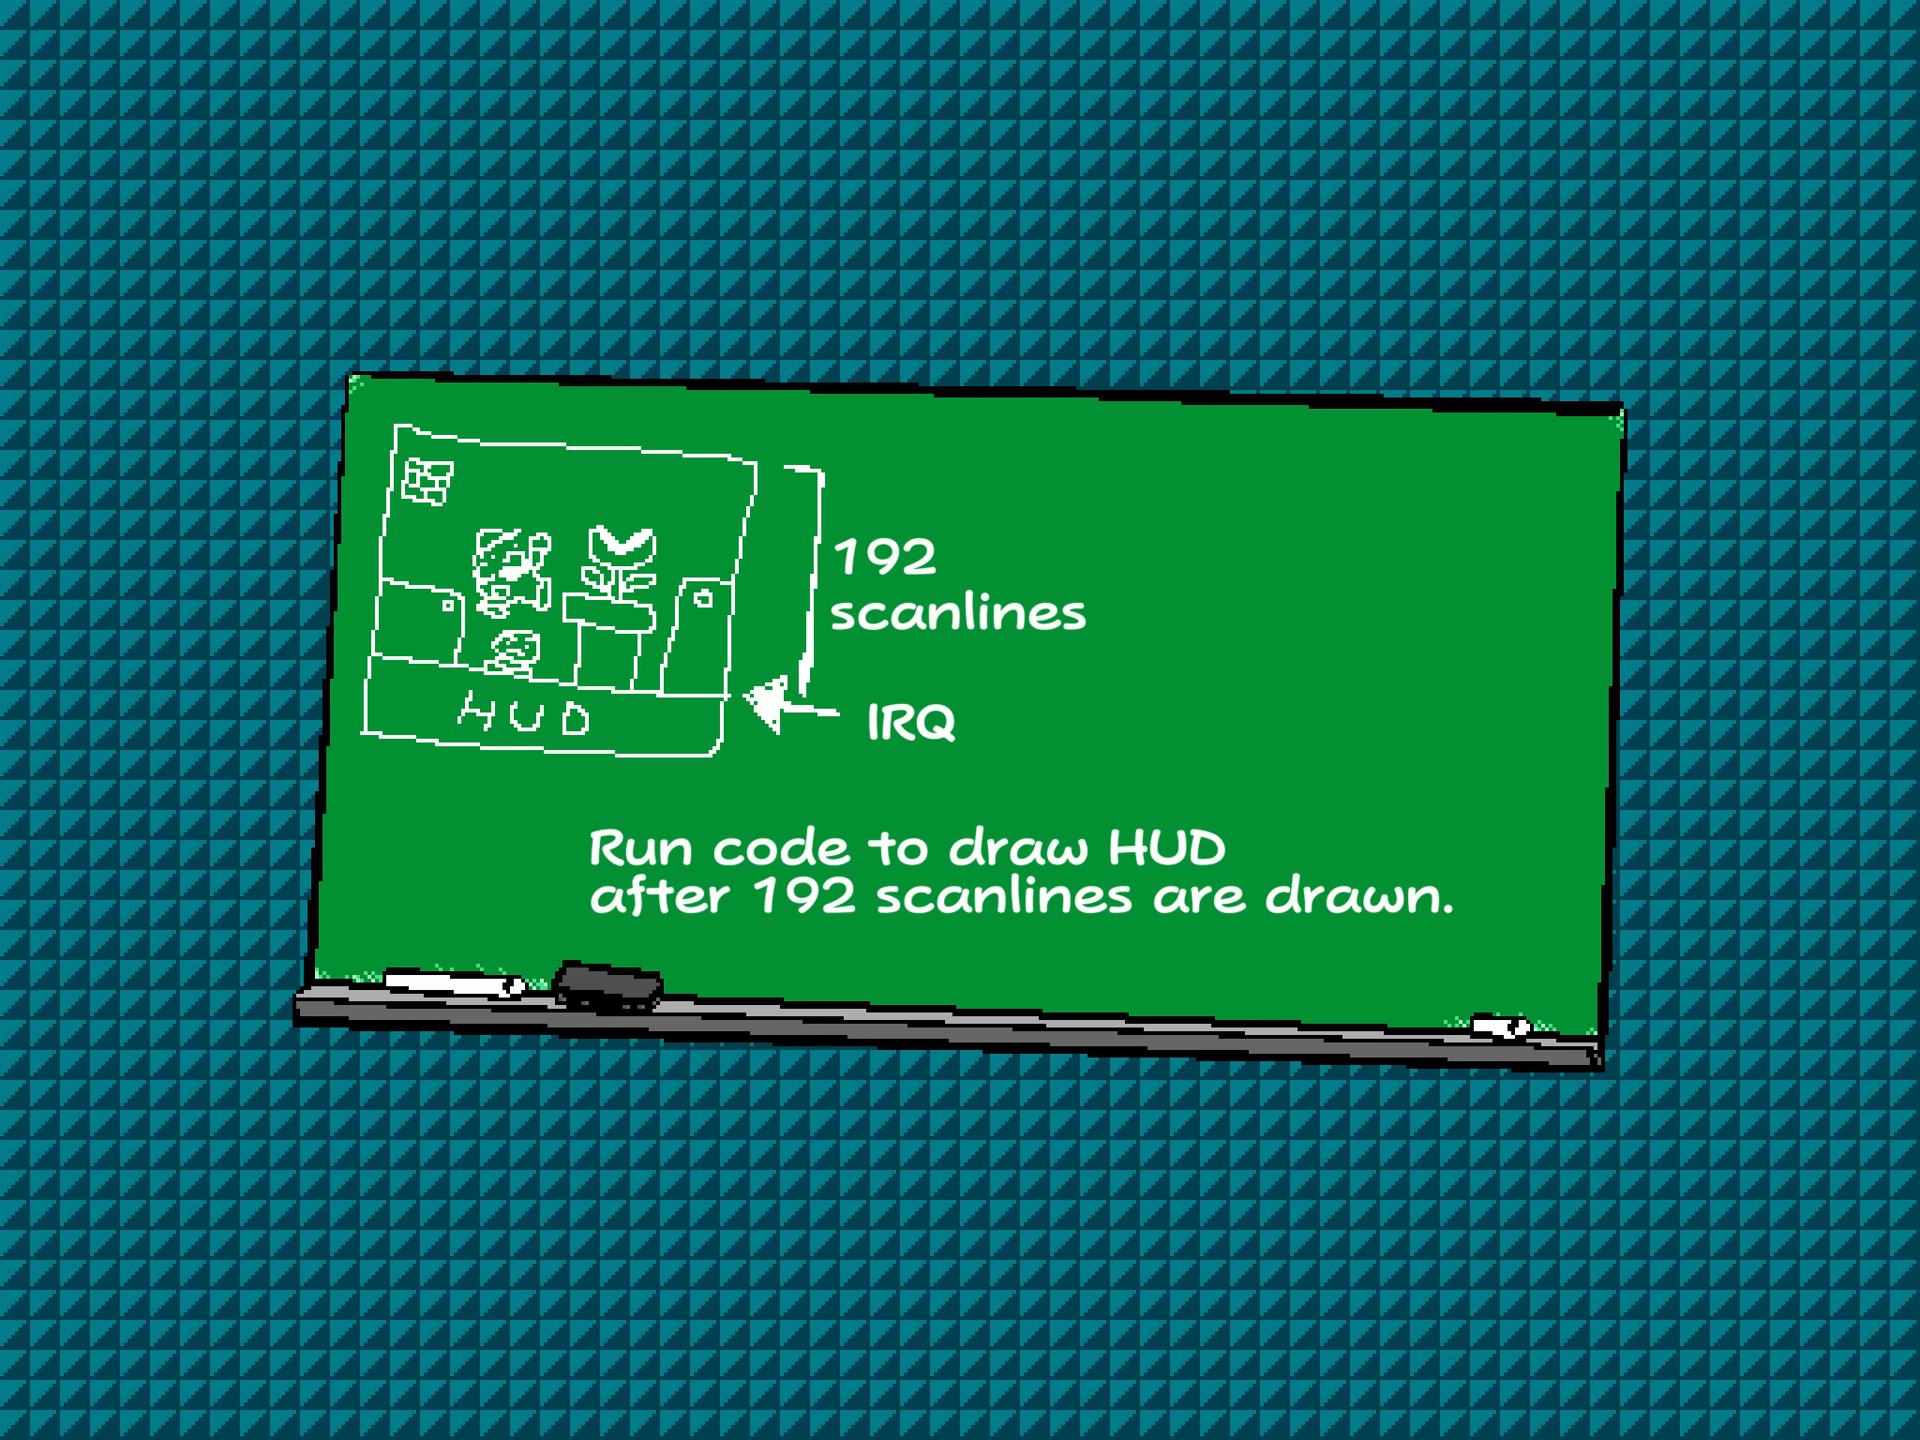 192
scanlines
IRQ
HUD
Run code to draw HUD
after 192 scanlines are drawn.